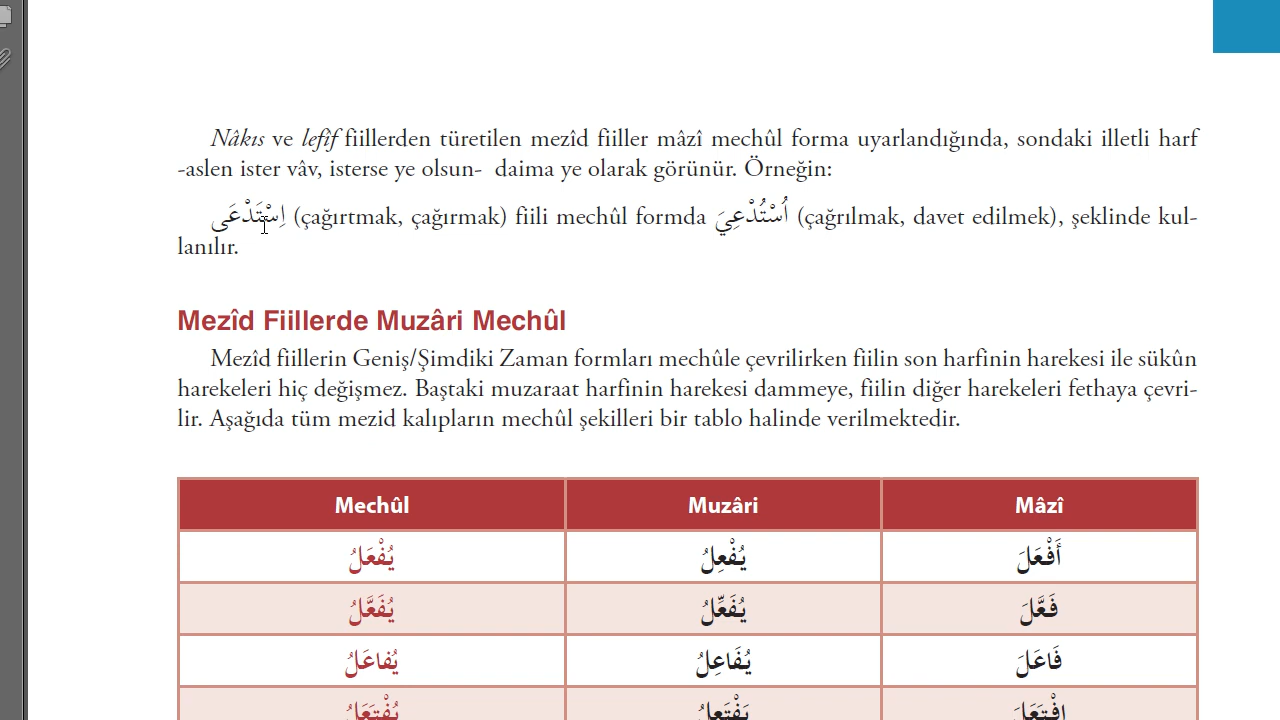 Nâkıs ve lefîf fiillerden türetilen mezîd fiiller mâzî mechûl forma uyarlandığında, sondaki illetli harf
-aslen ister vâv, isterse ye olsun- daima ye olarak görünür. Örneğin:
اِسْتَدْعَى (çağırtmak, çağırmak) fiili mechûl formda اُسْتُدْعِيَ (çağrılmak, davet edilmek), şeklinde kul-
lanılır.
Mezîd Fiillerde Muzâri Mechûl
Mezîd fiillerin Geniş/Şimdiki Zaman formları mechûle çevrilirken fiilin son harfinin harekesi ile sükûn
harekeleri hiç değişmez. Baştaki muzaraat harfinin harekesi dammeye, fiilin diğer harekeleri fethaya çevri-
lir. Aşağıda tüm mezid kalıpların mechûl şekilleri bir tablo halinde verilmektedir.
Mechûl Muzâri Mâzî
يُفْعَلُ يُفْعِلُ أَفْعَلَ
يُفَعَّلُ يُفَعِّلُ فَعَّلَ
يُفاعَلُ يُفَاعِلُ فَاعَلَ
يُفْتَعَلُ يَفْتَعِلُ اِفْتَعَلَ